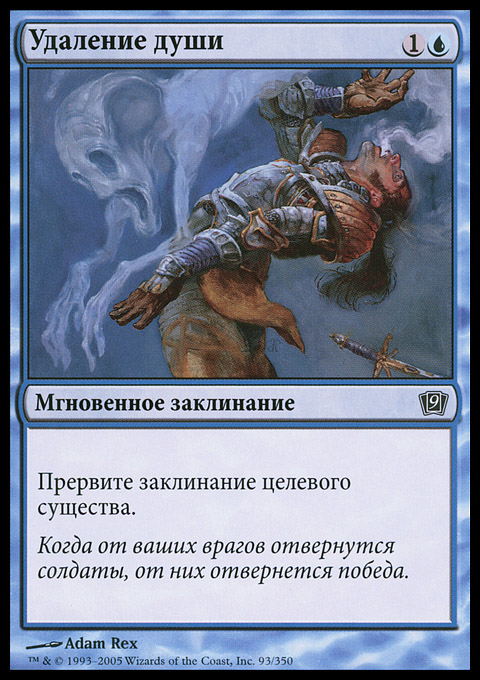 Удаление души
1
Мгновенное заклинание
9
Прервите заклинание целевого
существа.
Когда от ваших врагов отвернутся
солдаты, от них отвернется победа.
Adam Rex
™ & © 1993–2005 Wizards of the Coast, Inc. 93/350